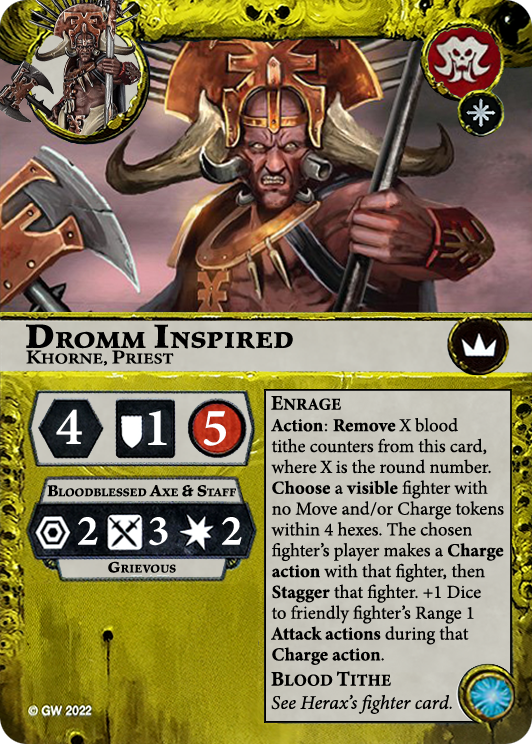 Dromm Inspired
Khorne, Priest
4 1 5
Bloodblessed Axe & Staff
2 3 2
Grievous
Enrage
Action: Remove X blood
tithe counters from this card,
where X is the round number.
Choose a visible fighter with
no Move and/or Charge tokens
within 4 hexes. The chosen
fighter's player makes a Charge
action with that fighter, then
Stagger that fighter. +1 Dice
to friendly fighter's Range 1
Attack actions during that
Charge action.
Blood Tithe
See Herax's fighter card.
© GW 2022